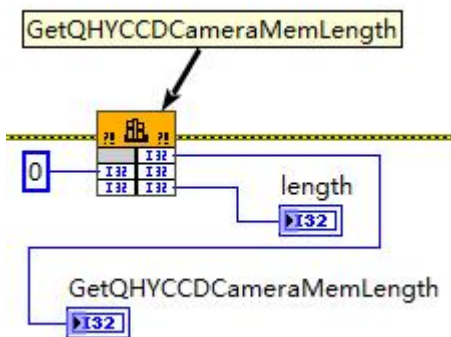 GetQHYCCDCameraMemLength
?! ?!
I32
0
I32 I32
I32 I32
length
I32
GetQHYCCDCameraMemLength
I32